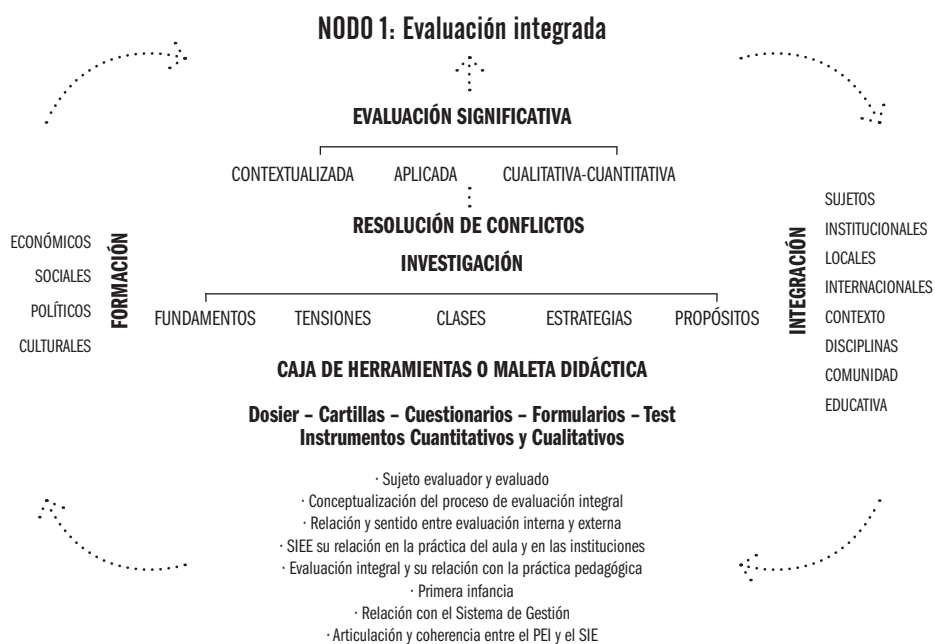 NODO 1: Evaluación integrada
EVALUACIÓN SIGNIFICATIVA
CONTEXTUALIZADA APLICADA CUALITATIVA-CUANTITATIVA
RESOLUCIÓN DE CONFLICTOS
INVESTIGACIÓN
FUNDAMENTOS TENSIONES CLASES ESTRATEGIAS PROPÓSITOS
ECONÓMICOS
SOCIALES
POLÍTICOS
CULTURALES
FORMACIÓN
INTEGRACIÓN
SUJETOS
INSTITUCIONALES
LOCALES
INTERNACIONALES
CONTEXTO
DISCIPLINAS
COMUNIDAD
EDUCATIVA
CAJA DE HERRAMIENTAS O MALETA DIDÁCTICA
Dosier – Cartillas – Cuestionarios – Formularios – Test
Instrumentos Cuantitativos y Cualitativos
· Sujeto evaluador y evaluado
· Conceptualización del proceso de evaluación integral
· Relación y sentido entre evaluación interna y externa
· SIEE su relación en la práctica del aula y en las instituciones
· Evaluación integral y su relación con la práctica pedagógica
· Primera infancia
· Relación con el Sistema de Gestión
· Articulación y coherencia entre el PEI y el SIE